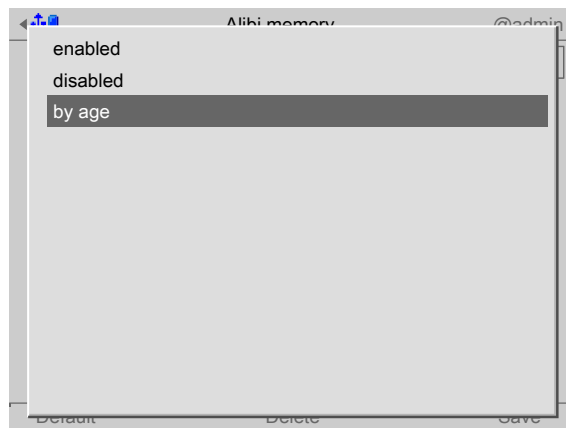 Alibi memory @admin
enabled
disabled
by age
Default Delete Save